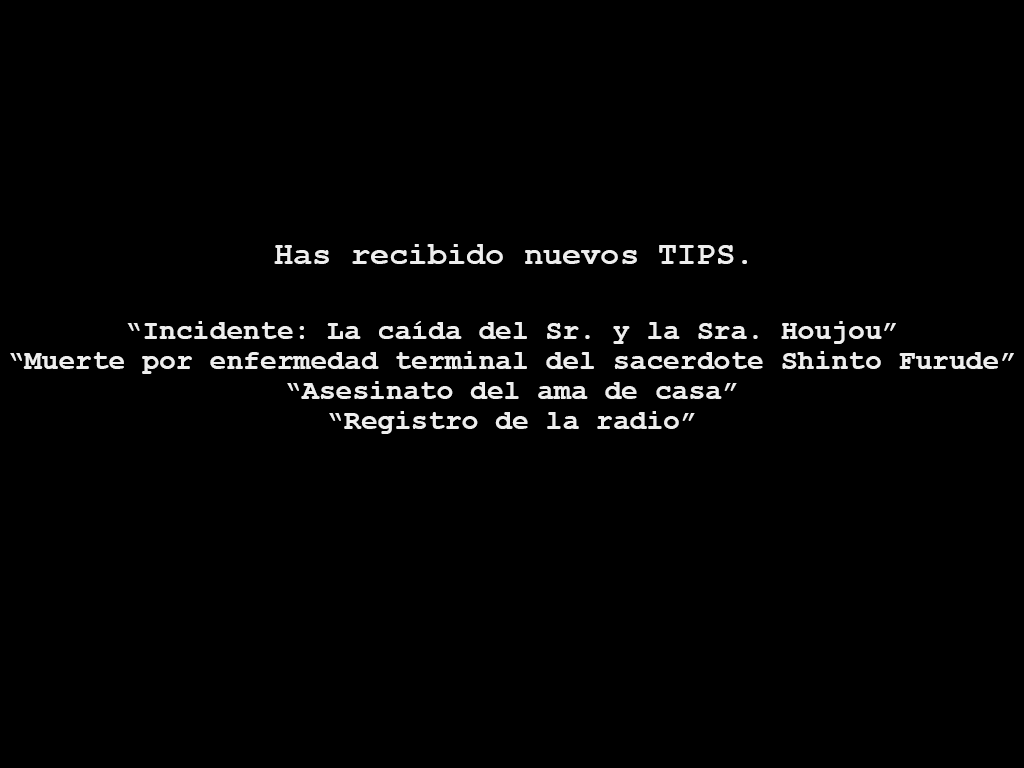 Has recibido nuevos TIPS.
“Incidente: La caída del Sr. y la Sra. Houjou”
“Muerte por enfermedad terminal del sacerdote Shinto Furude”
“Asesinato del ama de casa”
“Registro de la radio”